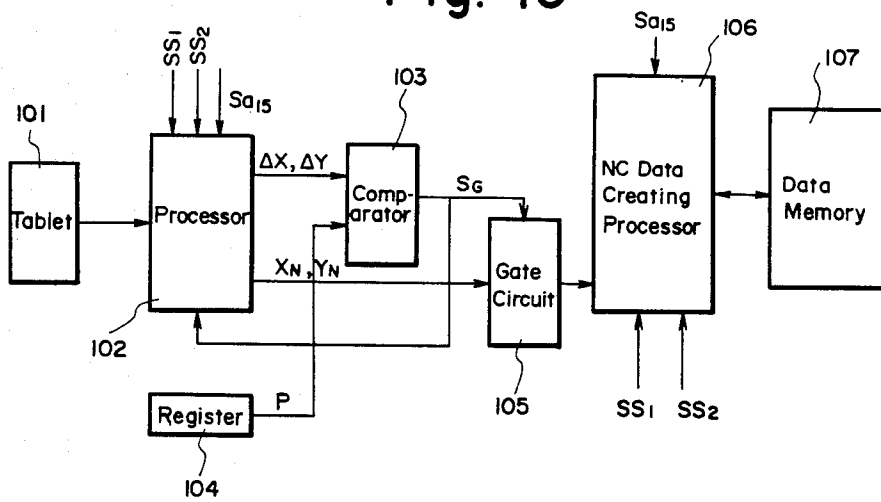 SS1
SS2
Sa15
101
Tablet
Processor
102
ΔX, ΔY
XN, YN
103
Comp-
arator
SG
Register
104
P
Gate
Circuit
105
Sa15
106
NC Data
Creating
Processor
SS1
SS2
107
Data
Memory